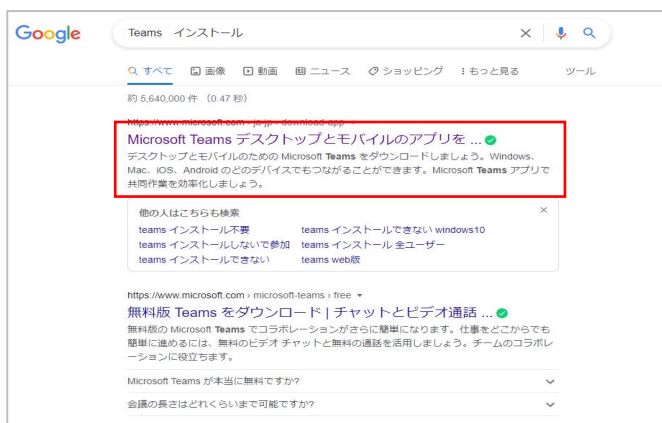 Google
Teams インストール
すべて 画像 動画 ニュース ショッピング もっと見る ツール
約 5,640,000 件 （0.47 秒）
https://www.microsoft.com › ja-jp › download-app
Microsoft Teams デスクトップとモバイルのアプリを ...
デスクトップとモバイルのための Microsoft Teams をダウンロードしましょう。Windows、
Mac、iOS、Android のどのデバイスでもつながることができます。Microsoft Teams アプリで
共同作業を効率化しましょう。
他の人はこちらも検索
teams インストール不要 teams インストールできない windows10
teams インストールしないで参加 teams インストール 全ユーザー
teams インストールできない teams web版
https://www.microsoft.com › microsoft-teams › free
無料版 Teams をダウンロード | チャットとビデオ通話 ...
無料版の Microsoft Teams でコラボレーションがさらに簡単になります。仕事をどこからでも
簡単に進めるには、無料のビデオ チャットと無料の通話を活用しましょう。チームのコラボレ
ーションに役立ちます。
Microsoft Teams が本当に無料ですか?
会議の長さはどれくらいまで可能ですか?